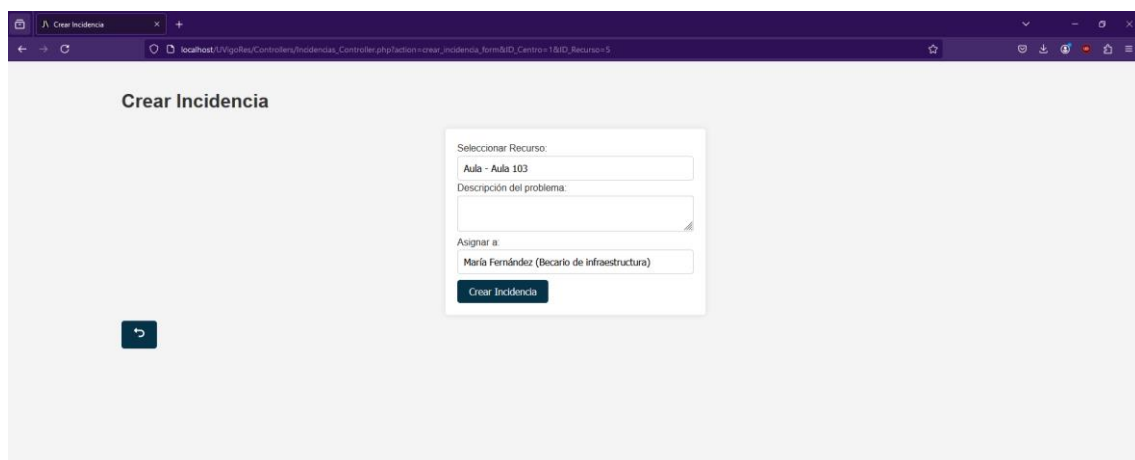 Crear Incidencia
localhost/UVigoRes/Controllers/Incidencias_Controller.php?action=crear_incidencia_form&ID_Centro=1&ID_Recurso=5
Crear Incidencia
Seleccionar Recurso:
Aula - Aula 103
Descripción del problema:
Asignar a:
María Fernández (Becario de infraestructura)
Crear Incidencia